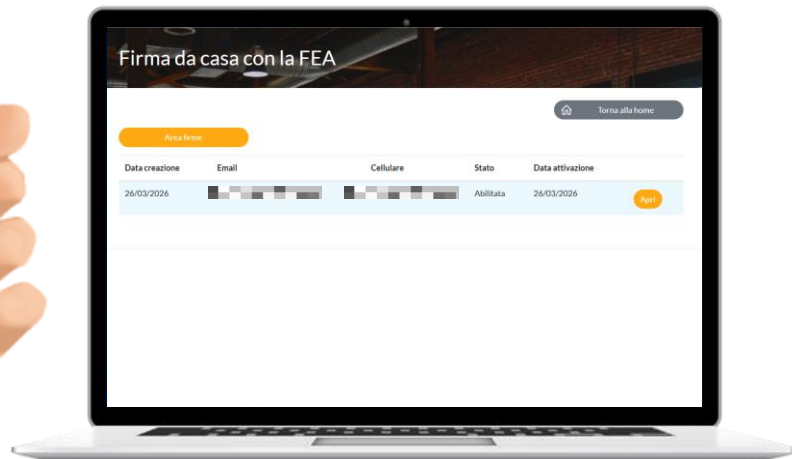 Firma da casa con la FEA
Torna alla home
Area firme
Data creazione Email Cellulare Stato Data attivazione
26/03/2026 Abilitata 26/03/2026 Apri